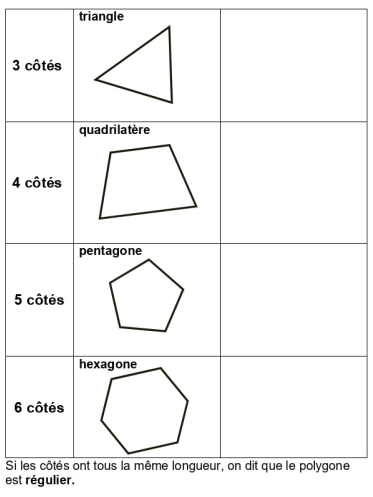 triangle
3 côtés
quadrilatère
4 côtés
pentagone
5 côtés
hexagone
6 côtés
Si les côtés ont tous la même longueur, on dit que le polygone
est régulier.